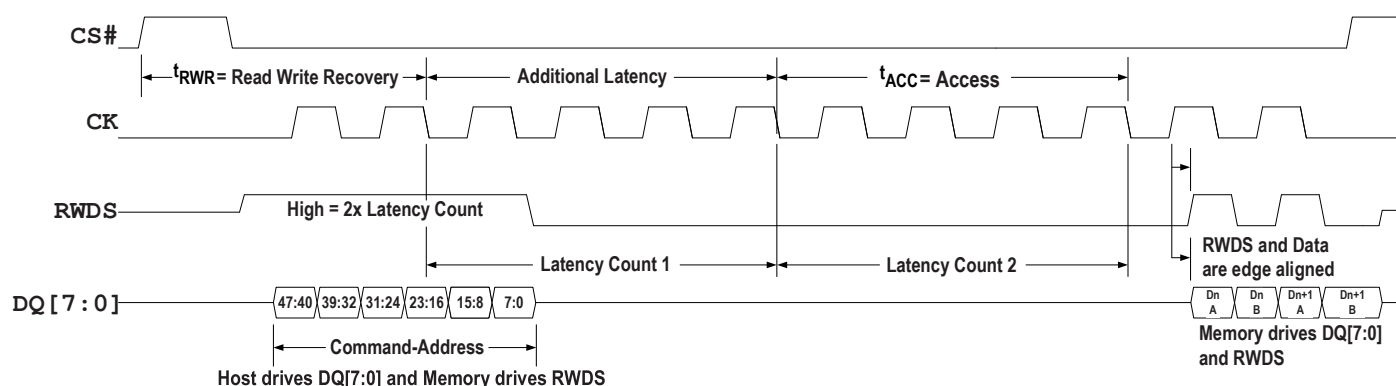 CS#
tRWR= Read Write Recovery
Additional Latency
tACC= Access
CK
RWDS
High = 2x Latency Count
Latency Count 1
Latency Count 2
RWDS and Data
are edge aligned
DQ[7:0]
47:40 39:32 31:24 23:16 15:8 7:0
Dn A
Dn B
Dn+1 A
Dn+1 B
Command-Address
Memory drives DQ[7:0]
and RWDS
Host drives DQ[7:0] and Memory drives RWDS